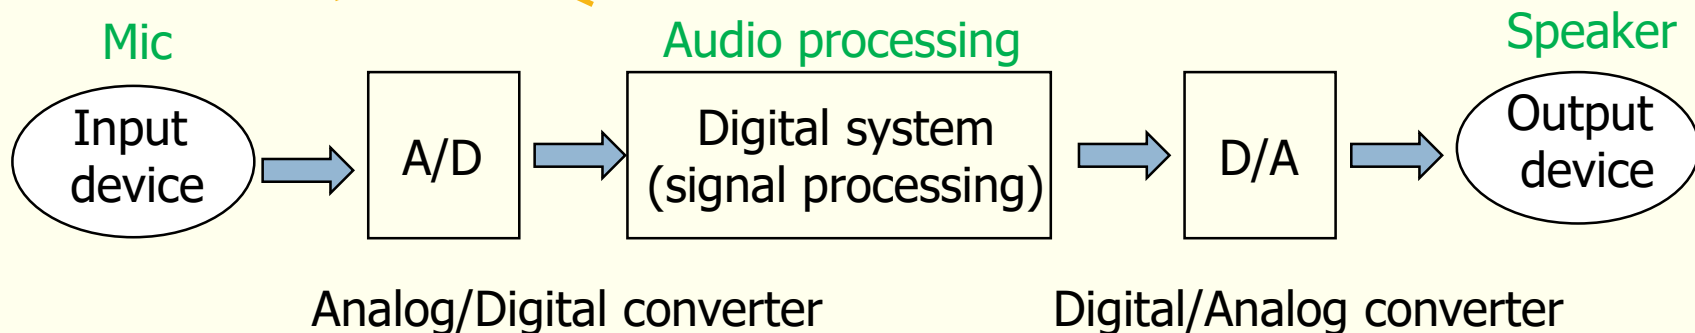 Mic
Audio processing
Speaker
Input
device
A/D
Digital system
(signal processing)
D/A
Output
device
Analog/Digital converter
Digital/Analog converter